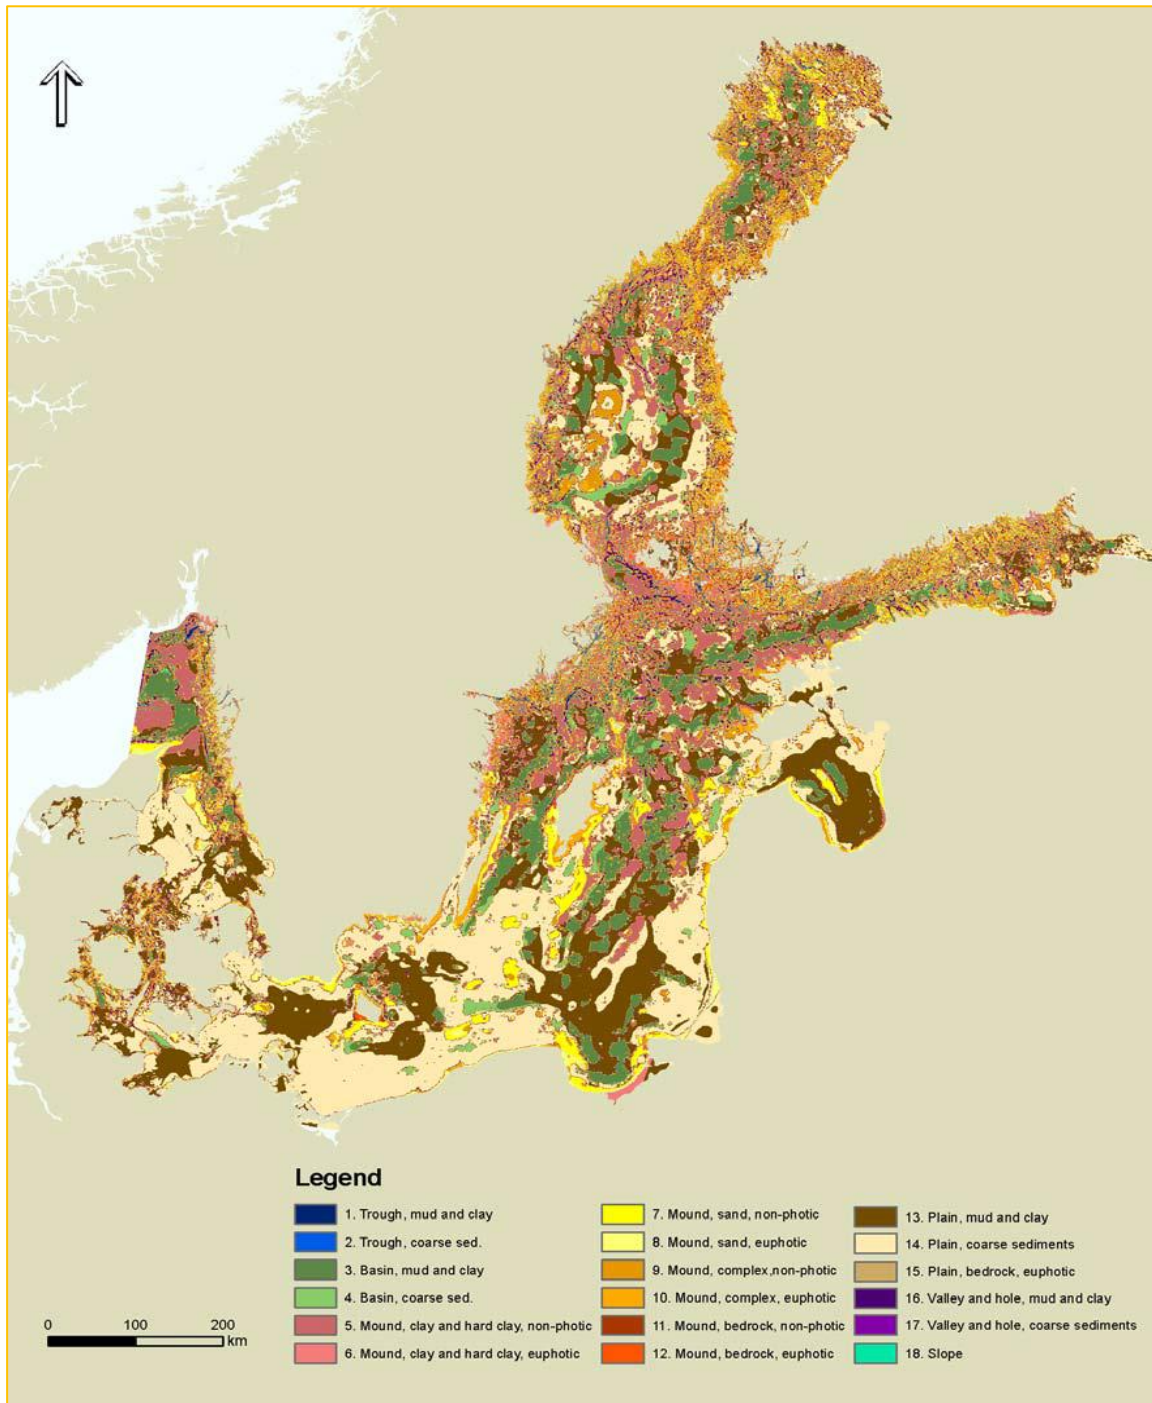 Legend
1. Trough, mud and clay
2. Trough, coarse sed.
3. Basin, mud and clay
4. Basin, coarse sed.
5. Mound, clay and hard clay, non-photic
6. Mound, clay and hard clay, euphotic
7. Mound, sand, non-photic
8. Mound, sand, euphotic
9. Mound, complex,non-photic
10. Mound, complex, euphotic
11. Mound, bedrock, non-photic
12. Mound, bedrock, euphotic
13. Plain, mud and clay
14. Plain, coarse sediments
15. Plain, bedrock, euphotic
16. Valley and hole, mud and clay
17. Valley and hole, coarse sediments
18. Slope
0 100 200
km